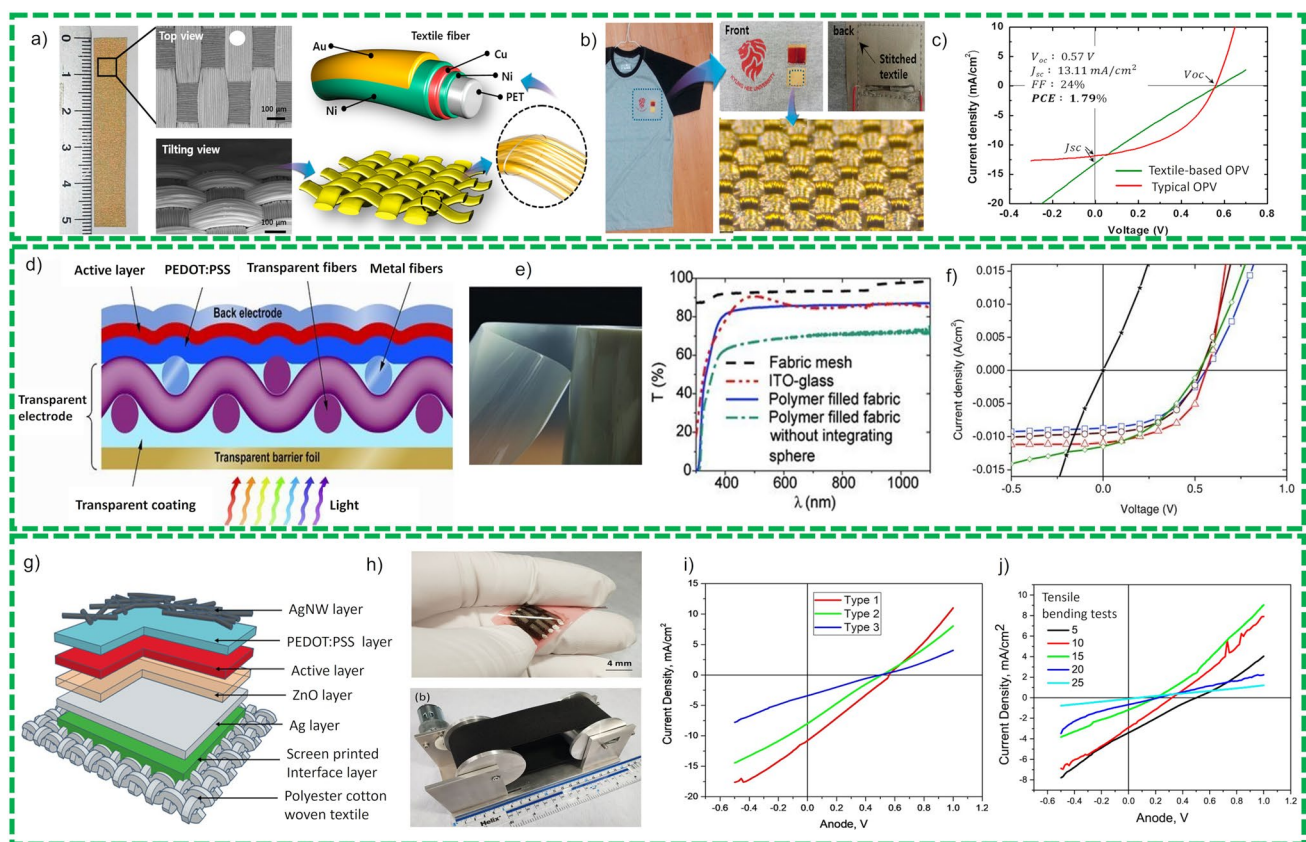 a)
Top view
0
1
2
3
4
5
100 μm
Tilting view
100 μm
Textile fiber
Au
Cu
Ni
PET
Ni
b)
Front
back
Stitched
textile
KYUNG HEE UNIVERSITY
c)
Current density (mA/cm²)
10
5
0
-5
-10
-15
-20
Voc : 0.57 V
Jsc : 13.11 mA/cm²
FF : 24%
PCE : 1.79%
Voc
Jsc
Textile-based OPV
Typical OPV
-0.4
-0.2
0.0
0.2
0.4
0.6
0.8
Voltage (V)
d)
Active layer
PEDOT:PSS
Transparent fibers
Metal fibers
Back electrode
Transparent
electrode
Transparent barrier foil
Transparent coating
Light
e)
T (%)
100
80
60
40
20
0
Fabric mesh
ITO-glass
Polymer filled fabric
Polymer filled fabric
without integrating
sphere
400
600
800
1000
λ (nm)
f)
Current density (A/cm²)
0.015
0.010
0.005
0.000
-0.005
-0.010
-0.015
-0.5
0.0
0.5
1.0
Voltage (V)
g)
AgNW layer
PEDOT:PSS layer
Active layer
ZnO layer
Ag layer
Screen printed
Interface layer
Polyester cotton
woven textile
h)
4 mm
(b)
Helix
i)
Current Density, mA/cm²
15
10
5
0
-5
-10
-15
-20
Type 1
Type 2
Type 3
-0.6
-0.4
-0.2
0.0
0.2
0.4
0.6
0.8
1.0
1.2
Anode, V
j)
Current Density, mA/cm2
10
8
6
4
2
0
-2
-4
-6
-8
Tensile
bending tests
5
10
15
20
25
-0.6
-0.4
-0.2
0.0
0.2
0.4
0.6
0.8
1.0
1.2
Anode, V